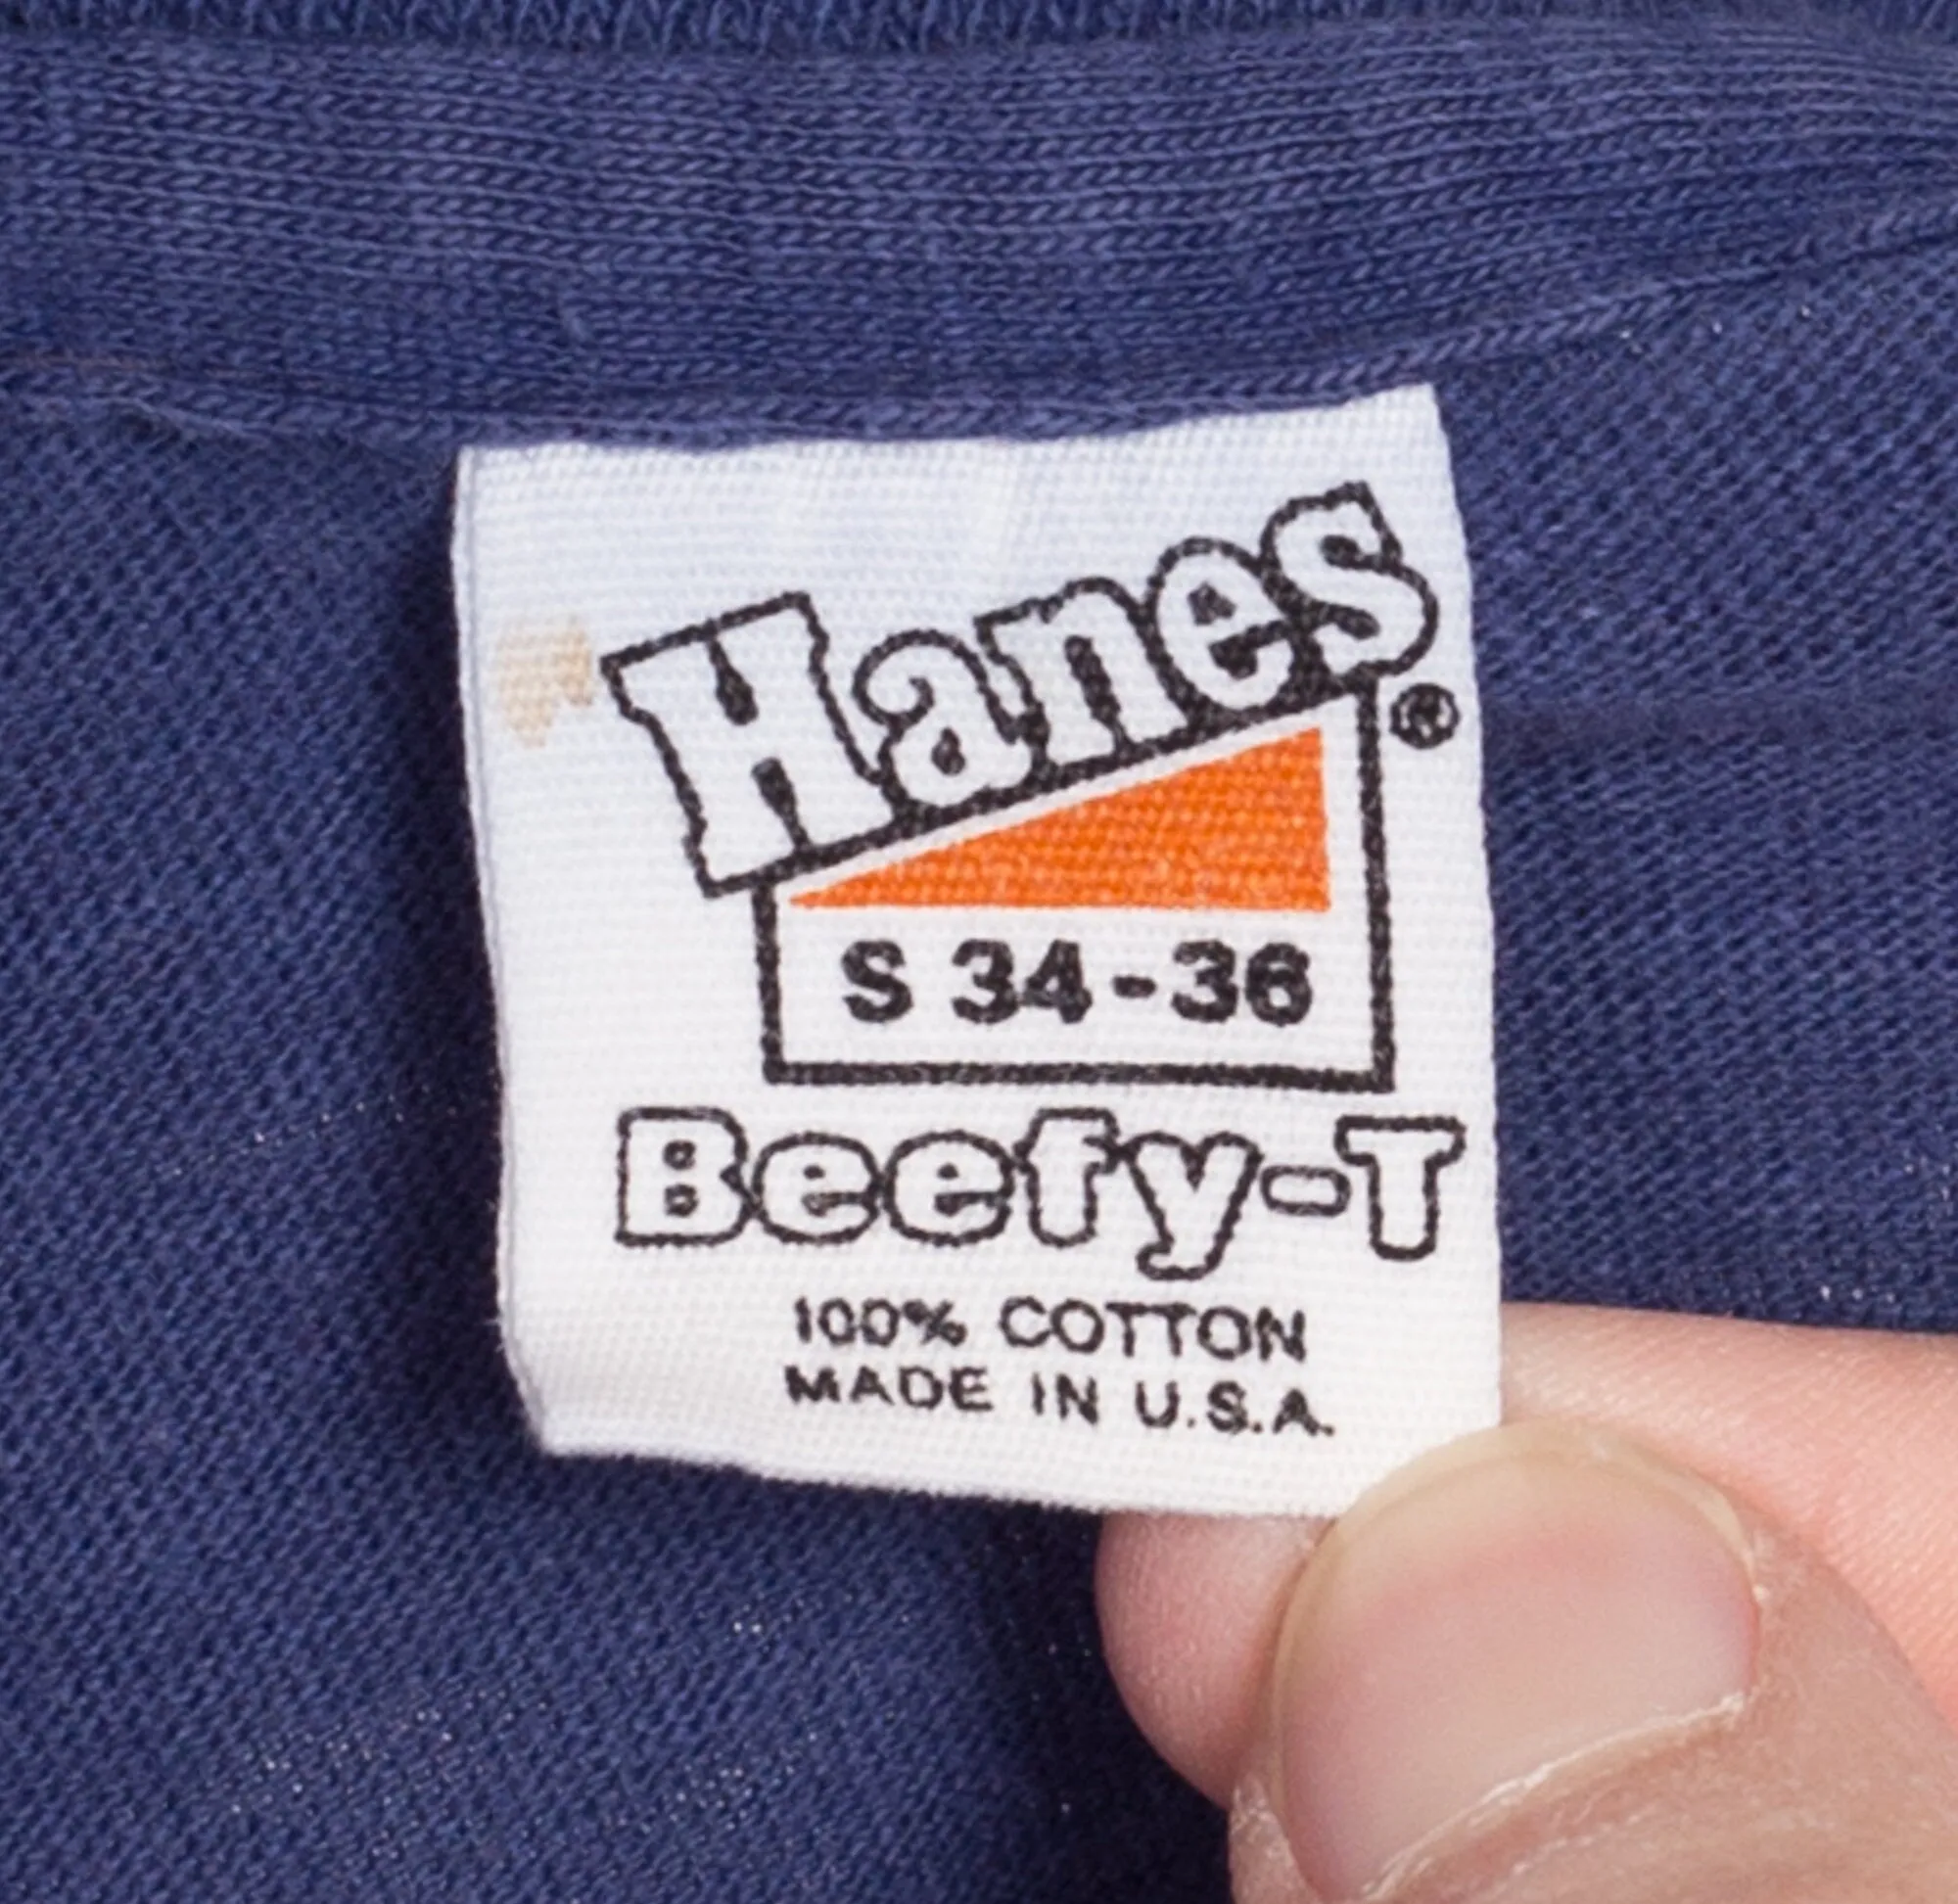 Hanes
®
S 34-36
Beefy-T
100% COTTON
MADE IN U.S.A.